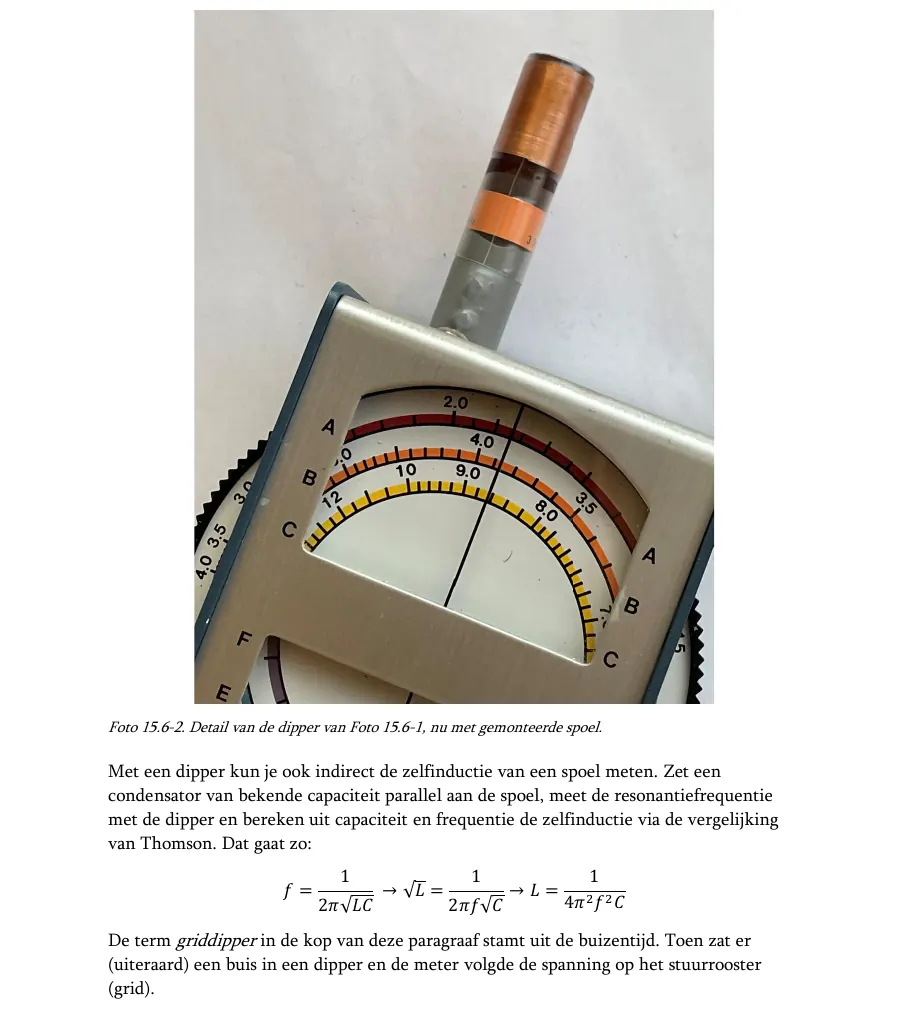 2.0
A
4.0
.0
B
10
9.0
12
3.5
8.0
C
3.0
3.5
4.0
A
B
C
F
E
Foto 15.6-2. Detail van de dipper van Foto 15.6-1, nu met gemonteerde spoel.
Met een dipper kun je ook indirect de zelfinductie van een spoel meten. Zet een
condensator van bekende capaciteit parallel aan de spoel, meet de resonantiefrequentie
met de dipper en bereken uit capaciteit en frequentie de zelfinductie via de vergelijking
van Thomson. Dat gaat zo:
f = 1/(2π√LC) → √L = 1/(2πf√C) → L = 1/(4π²f²C)
De term griddipper in de kop van deze paragraaf stamt uit de buizentijd. Toen zat er
(uiteraard) een buis in een dipper en de meter volgde de spanning op het stuurrooster
(grid).